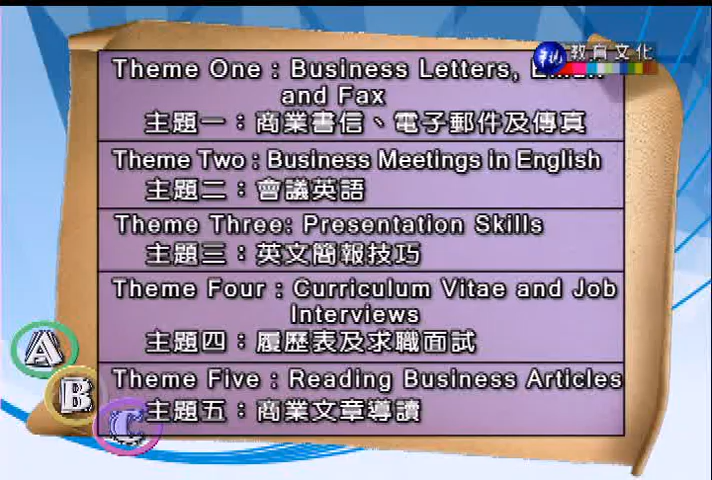 教育文化
Theme One : Business Letters,
and Fax
主題一：商業書信、電子郵件及傳真
Theme Two : Business Meetings in English
主題二：會議英語
Theme Three: Presentation Skills
主題三：英文簡報技巧
Theme Four : Curriculum Vitae and Job
Interviews
主題四：履歷表及求職面試
Theme Five : Reading Business Articles
主題五：商業文章導讀
A
B
C